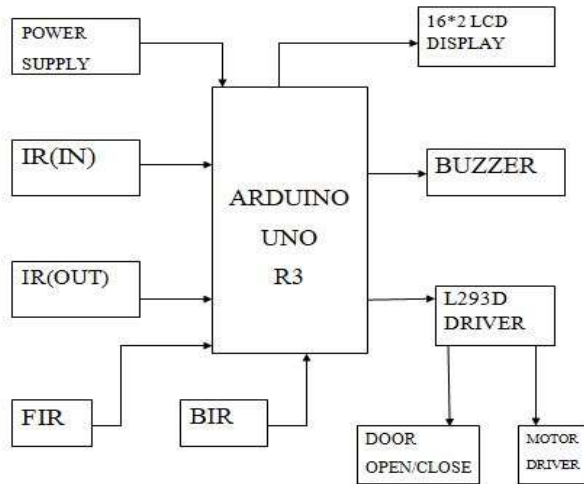 POWER
SUPPLY
16*2 LCD
DISPLAY
IR(IN)
BUZZER
ARDUINO
UNO
R3
IR(OUT)
L293D
DRIVER
FIR
BIR
DOOR
OPEN/CLOSE
MOTOR
DRIVER